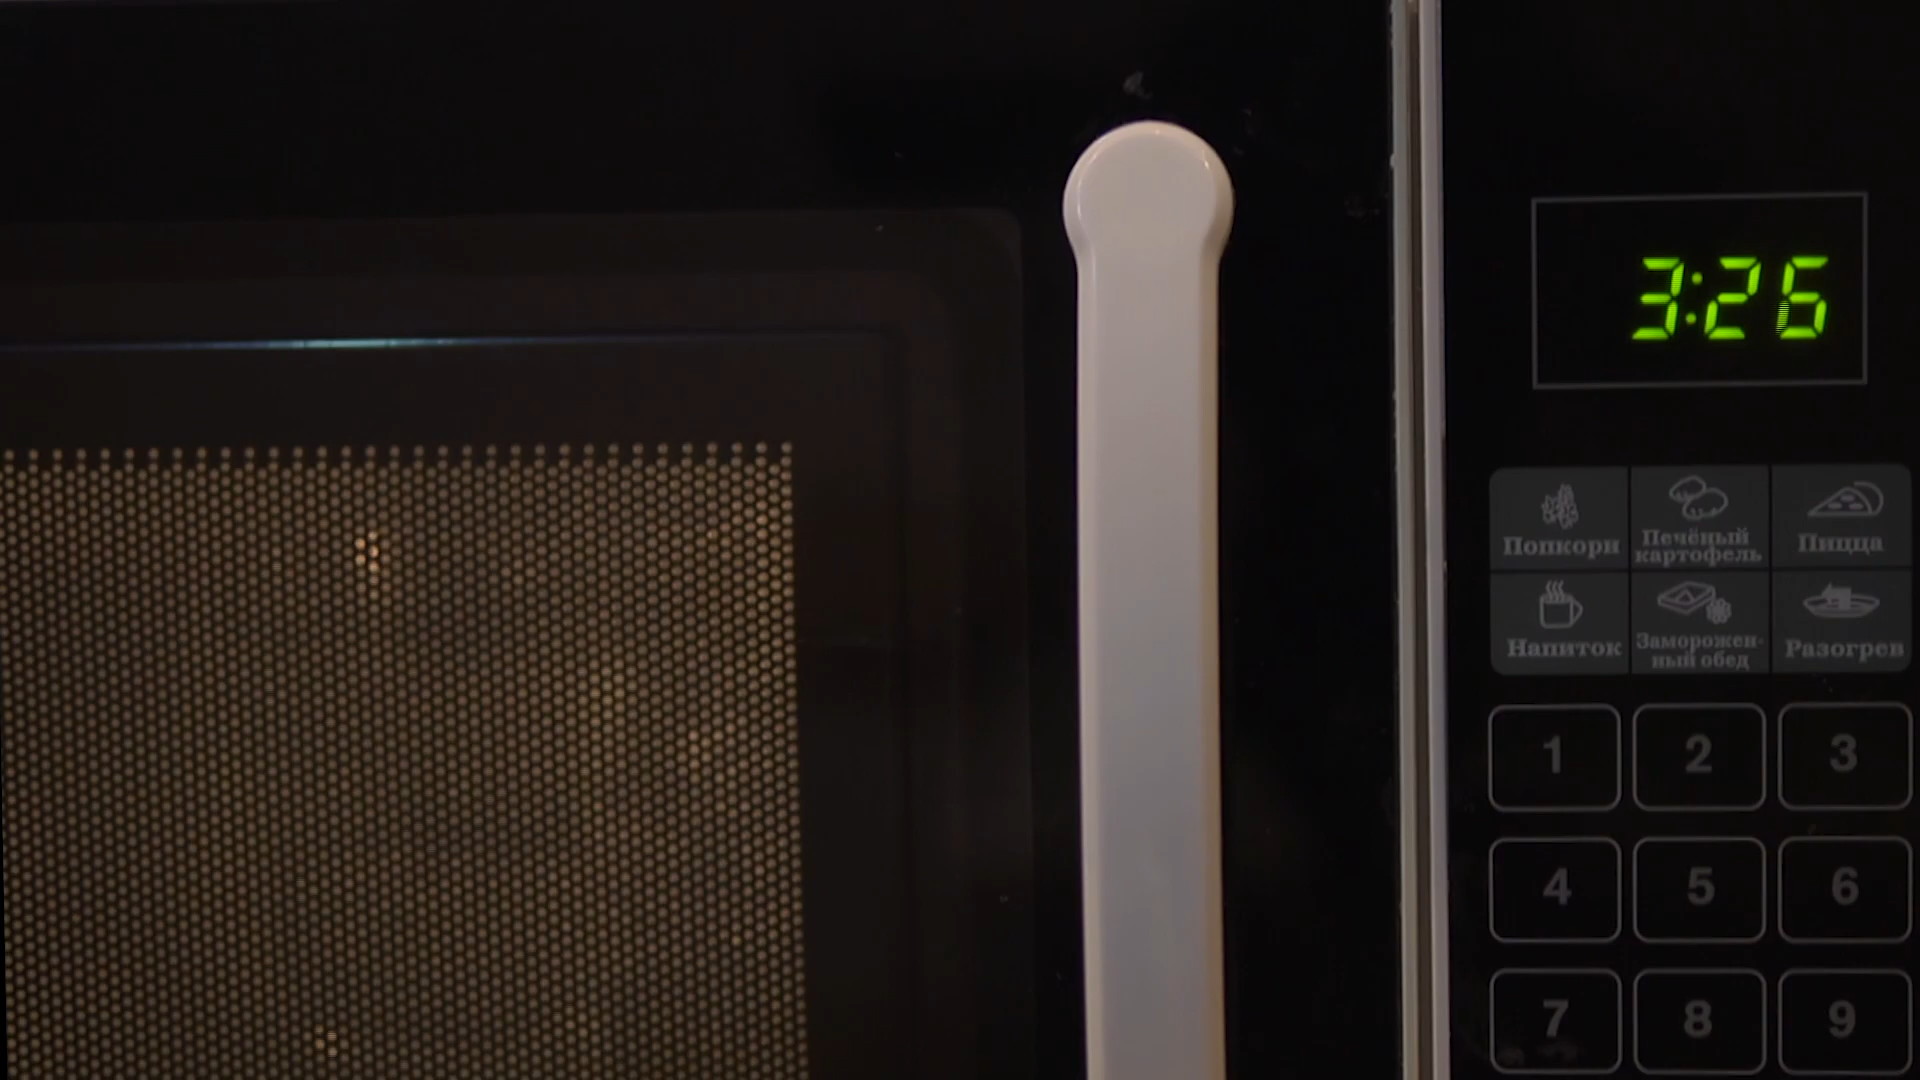 3:26
Попкорн
Печёный
картофель
Пицца
Напиток
Заморожен-
ный обед
Разогрев
1 2 3
4 5 6
7 8 9